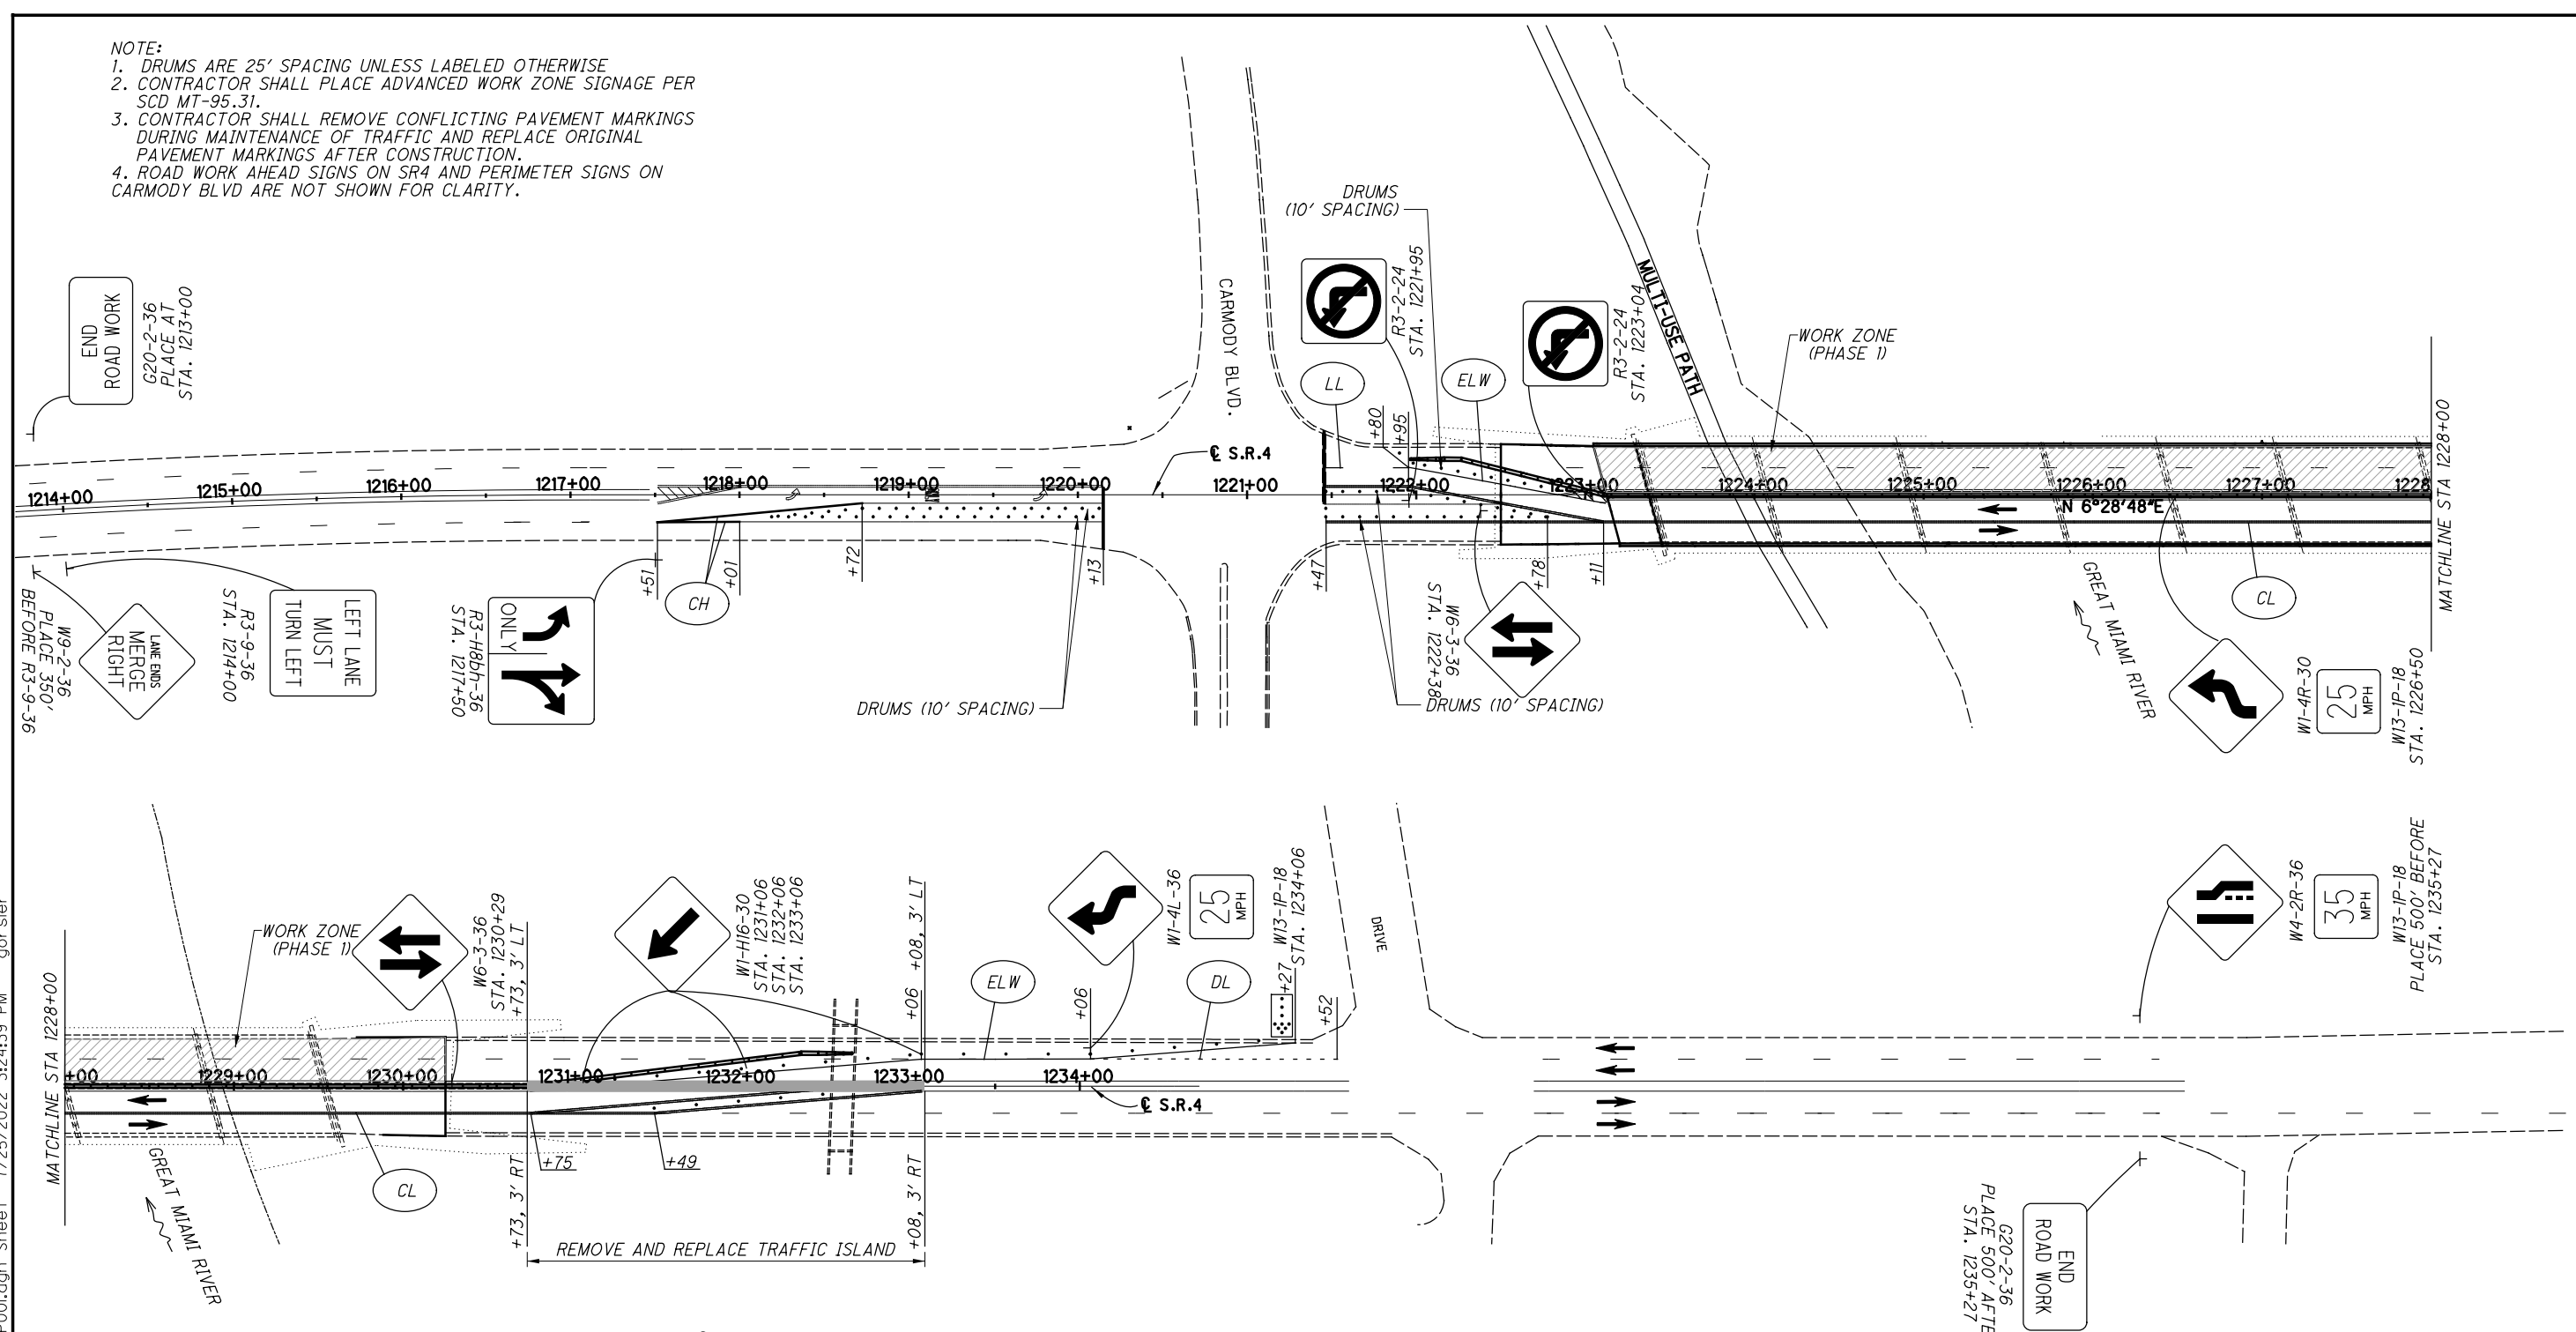 NOTE:
1. DRUMS ARE 25' SPACING UNLESS LABELED OTHERWISE
2. CONTRACTOR SHALL PLACE ADVANCED WORK ZONE SIGNAGE PER
SCD MT-95.31.
3. CONTRACTOR SHALL REMOVE CONFLICTING PAVEMENT MARKINGS
DURING MAINTENANCE OF TRAFFIC AND REPLACE ORIGINAL
PAVEMENT MARKINGS AFTER CONSTRUCTION.
4. ROAD WORK AHEAD SIGNS ON SR4 AND PERIMETER SIGNS ON
CARMODY BLVD ARE NOT SHOWN FOR CLARITY.
END
ROAD WORK
G20-2-36
PLACE AT
STA. 1213+00
CARMODY BLVD.
DRUMS
(10' SPACING)
R3-2-24
STA. 1221+95
R3-2-24
STA. 1223+04
MULTI-USE PATH
WORK ZONE
(PHASE 1)
LL
ELW
+80
+95
℄ S.R.4
MATCHLINE STA 1228+00
1214+00
1215+00
1216+00
1217+00
1218+00
1219+00
1220+00
1221+00
1222+00
1223+00
1224+00
1225+00
1226+00
1227+00
1228
N 6°28'48"E
+51
+01
+72
+13
+47
+78
+11
CH
CL
LANE ENDS
MERGE
RIGHT
W9-2-36
PLACE 350'
BEFORE R3-9-36
LEFT LANE
MUST
TURN LEFT
R3-9-36
STA. 1214+00
ONLY
R3-H8bh-36
STA. 1217+50
DRUMS (10' SPACING)
W6-3-36
STA. 1222+38
DRUMS (10' SPACING)
GREAT MIAMI RIVER
W1-4R-30
25
MPH
W13-1P-18
STA. 1226+50
MATCHLINE STA 1228+00
WORK ZONE
(PHASE 1)
W6-3-36
STA. 1230+29
+73, 3' LT
W1-H16-30
STA. 1231+06
STA. 1232+06
STA. 1233+06
+06
+08, 3' LT
ELW
+06
W1-4L-36
25
MPH
W13-1P-18
STA. 1234+06
DL
+27
+52
DRIVE
W4-2R-36
35
MPH
W13-1P-18
PLACE 500' BEFORE
STA. 1235+27
+00
1229+00
1230+00
1231+00
1232+00
1233+00
1234+00
℄ S.R.4
GREAT MIAMI RIVER
CL
+73, 3' RT
+75
+49
+08, 3' RT
REMOVE AND REPLACE TRAFFIC ISLAND
G20-2-36
PLACE 500' AFTE
STA. 1235+27
END
ROAD WORK
Sheet 1/25/2022 3:24:39 PM